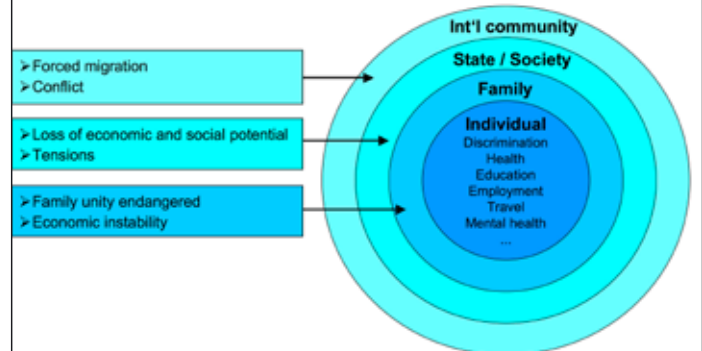 Int'l community
State / Society
Family
Individual
Discrimination
Health
Education
Employment
Travel
Mental health
...
➢Forced migration
➢Conflict
➢Loss of economic and social potential
➢Tensions
➢Family unity endangered
➢Economic instability